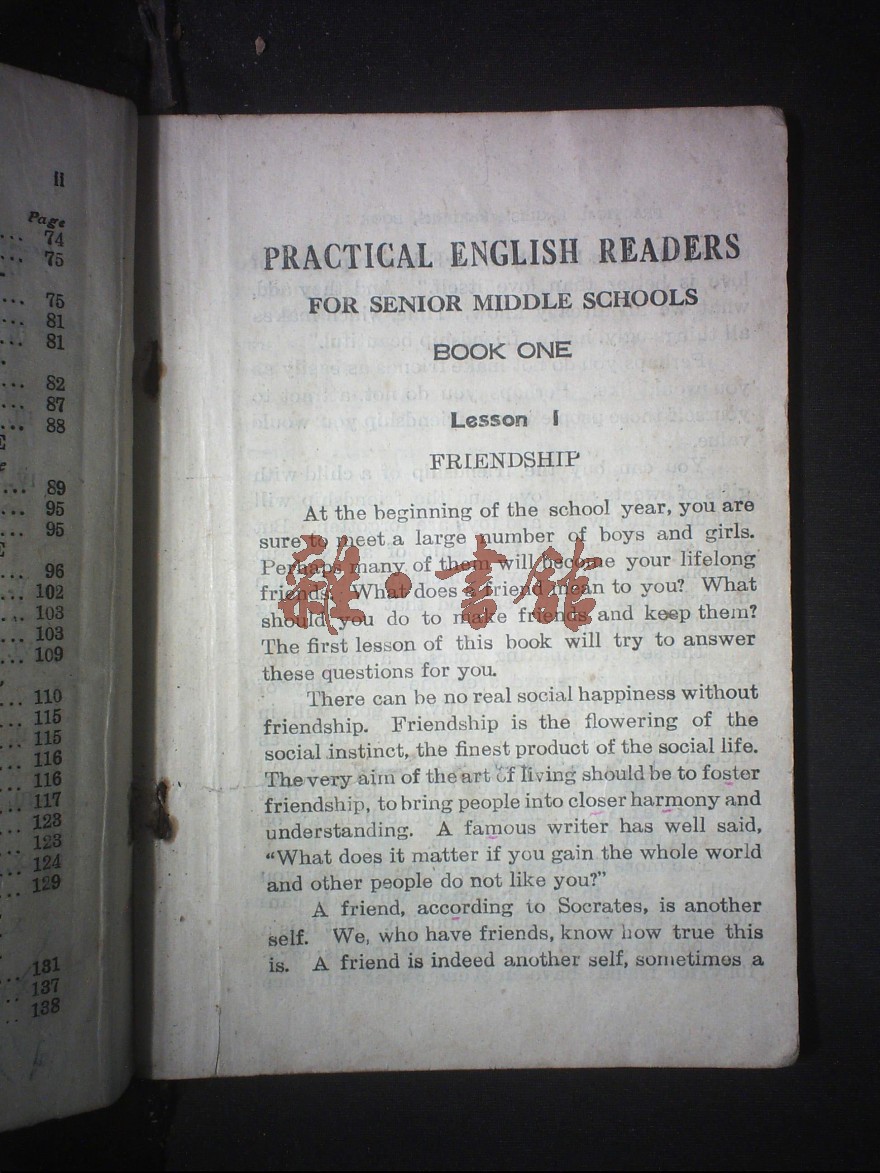 II
Page
... 74
75
... 75
... 81
... 81
... 82
... 87
... 88
... 89
... 95
... 95
... 96
... 102
... 103
... 103
... 109
... 110
... 115
... 115
... 116
... 116
... 117
... 123
... 123
... 124
... 129
... 131
.. 137
.. 138
PRACTICAL ENGLISH READERS
FOR SENIOR MIDDLE SCHOOLS
BOOK ONE
Lesson I
FRIENDSHIP
At the beginning of the school year, you are
sure to meet a large number of boys and girls.
Perhaps many of them will become your lifelong
friends. What does a friend mean to you? What
should you do to make friends and keep them?
The first lesson of this book will try to answer
these questions for you.
There can be no real social happiness without
friendship. Friendship is the flowering of the
social instinct, the finest product of the social life.
The very aim of the art of living should be to foster
friendship, to bring people into closer harmony and
understanding. A famous writer has well said,
“What does it matter if you gain the whole world
and other people do not like you?”
A friend, according to Socrates, is another
self. We, who have friends, know how true this
is. A friend is indeed another self, sometimes a
雜·書館